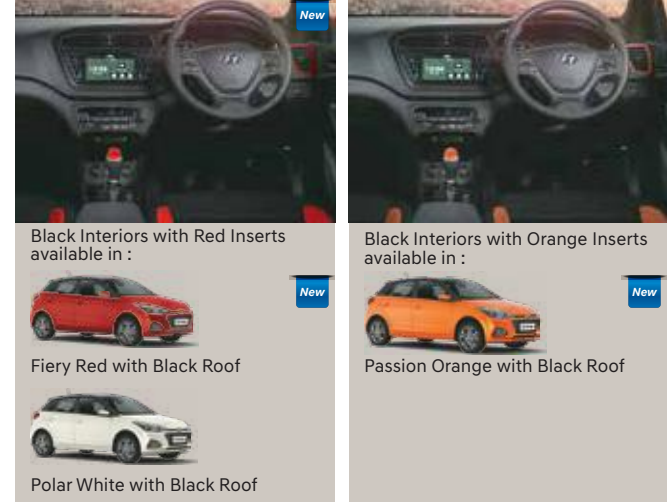 New
Black Interiors with Red Inserts
available in :
New
Fiery Red with Black Roof
Polar White with Black Roof
Black Interiors with Orange Inserts
available in :
New
Passion Orange with Black Roof